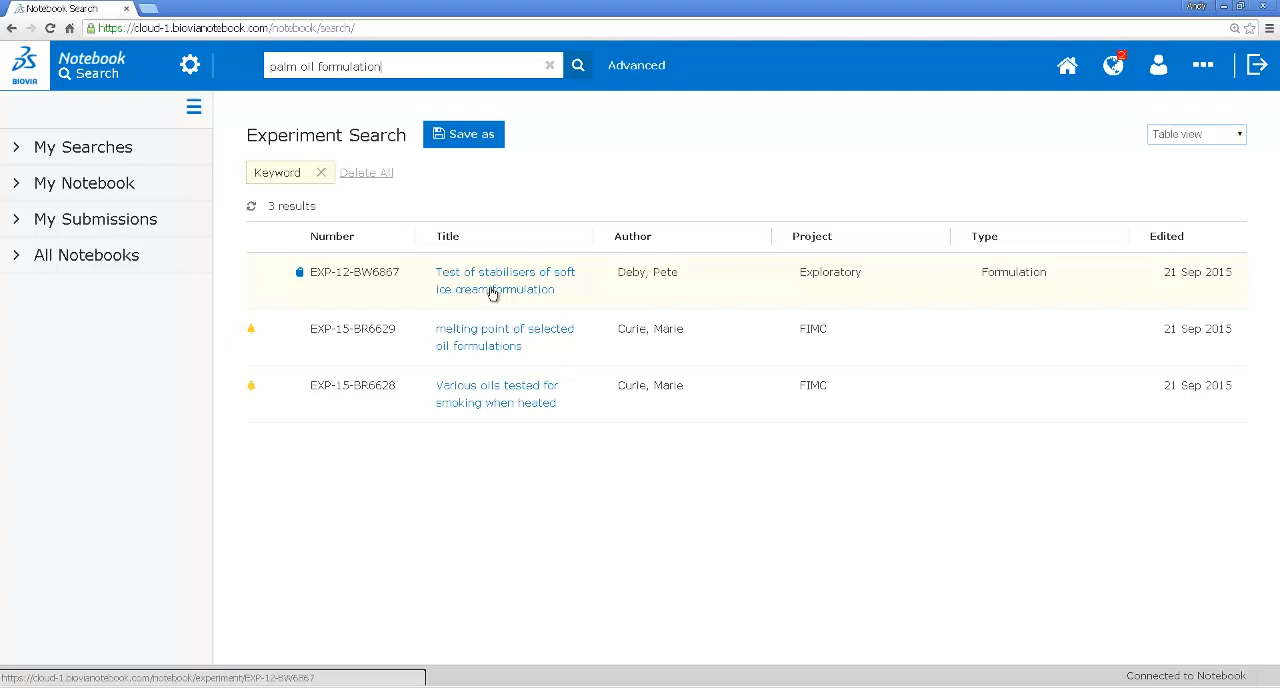 Notebook Search
Andy
https://cloud-1.biovianotebook.com/notebook/search/
BIOVIA
Notebook
Search
palm oil formulation
Advanced
2
My Searches
My Notebook
My Submissions
All Notebooks
Experiment Search
Save as
Table view
Keyword
Delete All
3 results
Number Title Author Project Type Edited
EXP-12-BW6867 Test of stabilisers of soft Deby, Pete Exploratory Formulation 21 Sep 2015
ice cream formulation
EXP-15-BR6629 melting point of selected Curie, Marie FIMC 21 Sep 2015
oil formulations
EXP-15-BR6628 Various oils tested for Curie, Marie FIMC 21 Sep 2015
smoking when heated
https://cloud-1.biovianotebook.com/notebook/experiment/EXP-12-BW6867
Connected to Notebook